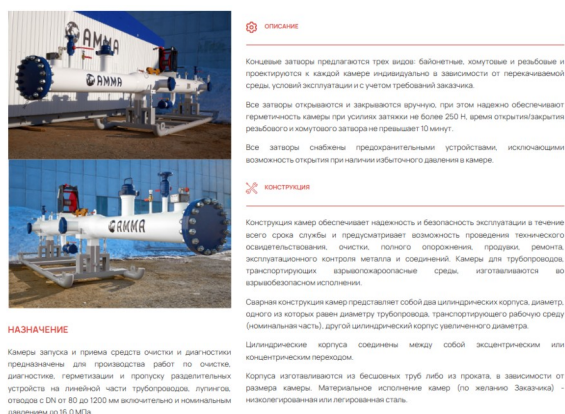 АММА
АММА
НАЗНАЧЕНИЕ
Камеры запуска и приема средств очистки и диагностики
предназначены для производства работ по очистке,
диагностике, герметизации и пропуску разделительных
устройств на линейной части трубопроводов, лупингов,
отводов с DN от 80 до 1200 мм включительно и номинальным
давлением до 16,0 МПа
ОПИСАНИЕ
Концевые затворы предлагаются трех видов: байонетные, хомутовые и резьбовые и
проектируются к каждой камере индивидуально в зависимости от перекачиваемой
среды, условий эксплуатации и с учетом требований заказчика.
Все затворы открываются и закрываются вручную, при этом надежно обеспечивают
герметичность камеры при усилиях затяжки не более 250 Н, время открытия/закрытия
резьбового и хомутового затвора не превышает 10 минут.
Все затворы снабжены предохранительными устройствами, исключающими
возможность открытия при наличии избыточного давления в камере.
КОНСТРУКЦИЯ
Конструкция камер обеспечивает надежность и безопасность эксплуатации в течение
всего срока службы и предусматривает возможность проведения технического
освидетельствования, очистки, полного опорожнения, продувки, ремонта,
эксплуатационного контроля металла и соединений. Камеры для трубопроводов,
транспортирующих взрывопожароопасные среды, изготавливаются во
взрывобезопасном исполнении.
Сварная конструкция камер представляет собой два цилиндрических корпуса, диаметр,
одного из которых равен диаметру трубопровода, транспортирующего рабочую среду
(номинальная часть), другой цилиндрический корпус увеличенного диаметра.
Цилиндрические корпуса соединены между собой эксцентрическим или
концентрическим переходом.
Корпуса изготавливаются из бесшовных труб либо из проката, в зависимости от
размера камеры. Материальное исполнение камер (по желанию Заказчика) -
низколегированная или легированная сталь.